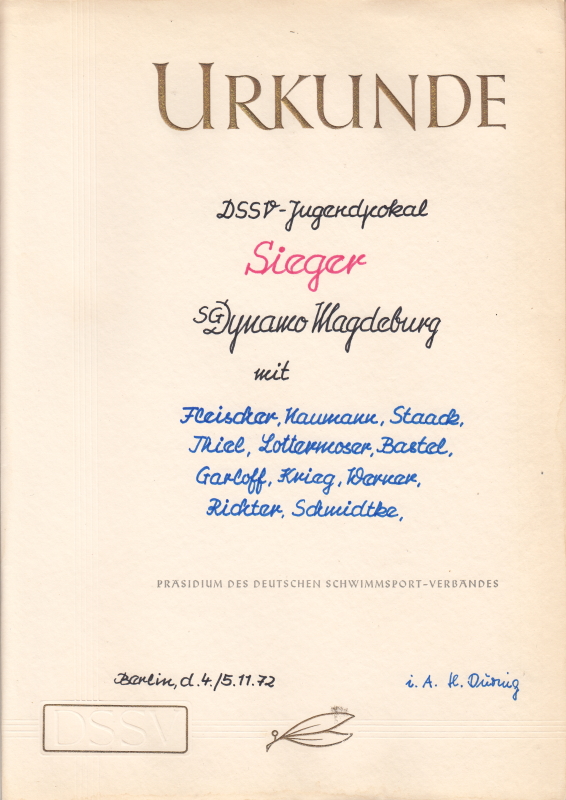 URKUNDE
DSSV-Jugendpokal
Sieger
SG Dynamo Magdeburg
mit
Fleischer, Naumann, Staack,
Thiel, Lottermoser, Bastel,
Garloff, Krieg, Werner,
Richter, Schmidtke,
PRÄSIDIUM DES DEUTSCHEN SCHWIMMSPORT-VERBANDES
Berlin, d. 4./5.11.72
i. A. H. Düring
DSSV